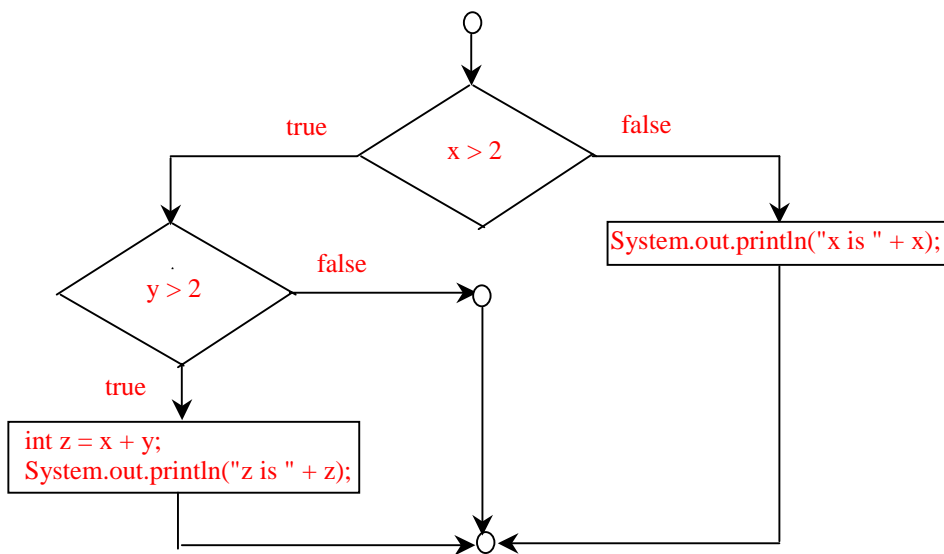 true
false
x > 2
System.out.println("x is " + x);
false
y > 2
true
int z = x + y;
System.out.println("z is " + z);